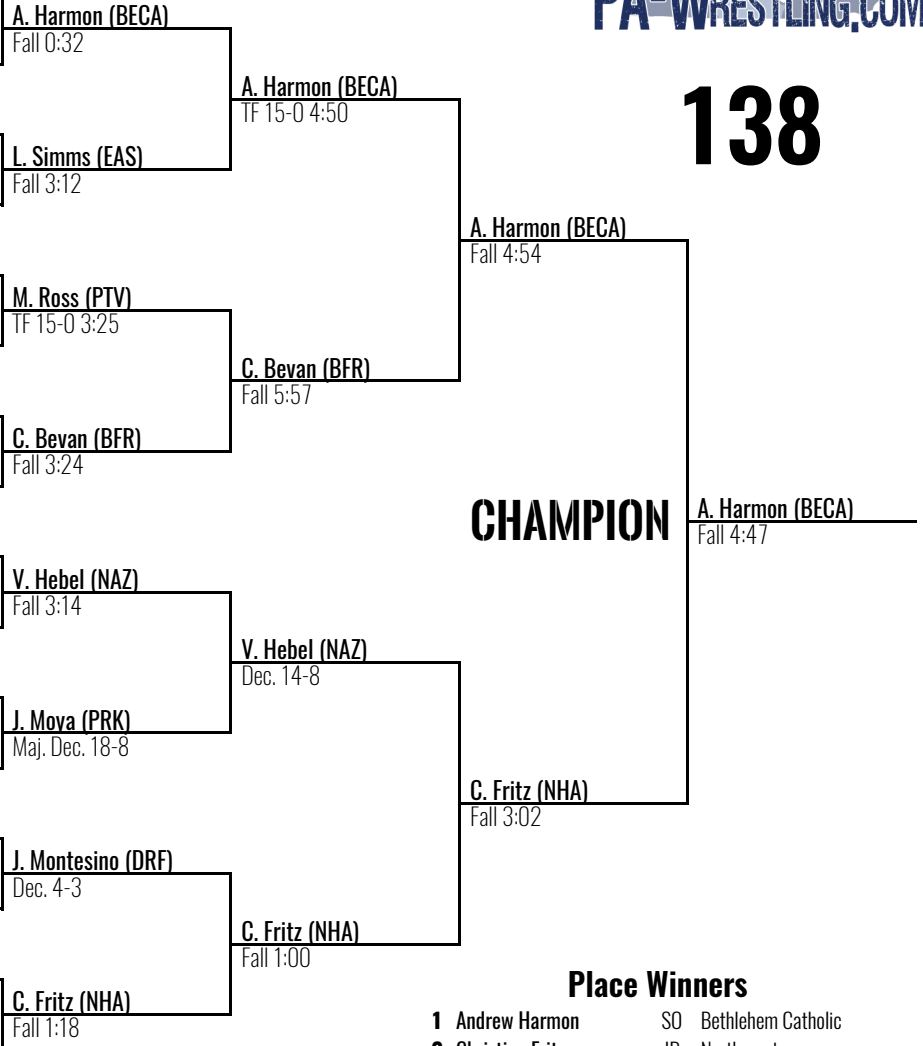 PA-WRESTLING.COM
138
A. Harmon (BECA)
Fall 0:32
A. Harmon (BECA)
TF 15-0 4:50
L. Simms (EAS)
Fall 3:12
A. Harmon (BECA)
Fall 4:54
M. Ross (PTV)
TF 15-0 3:25
C. Bevan (BFR)
Fall 5:57
C. Bevan (BFR)
Fall 3:24
CHAMPION
A. Harmon (BECA)
Fall 4:47
V. Hebel (NAZ)
Fall 3:14
V. Hebel (NAZ)
Dec. 14-8
J. Moya (PRK)
Maj. Dec. 18-8
C. Fritz (NHA)
Fall 3:02
J. Montesino (DRF)
Dec. 4-3
C. Fritz (NHA)
Fall 1:00
C. Fritz (NHA)
Fall 1:18
Place Winners
1 Andrew Harmon SO Bethlehem Catholic